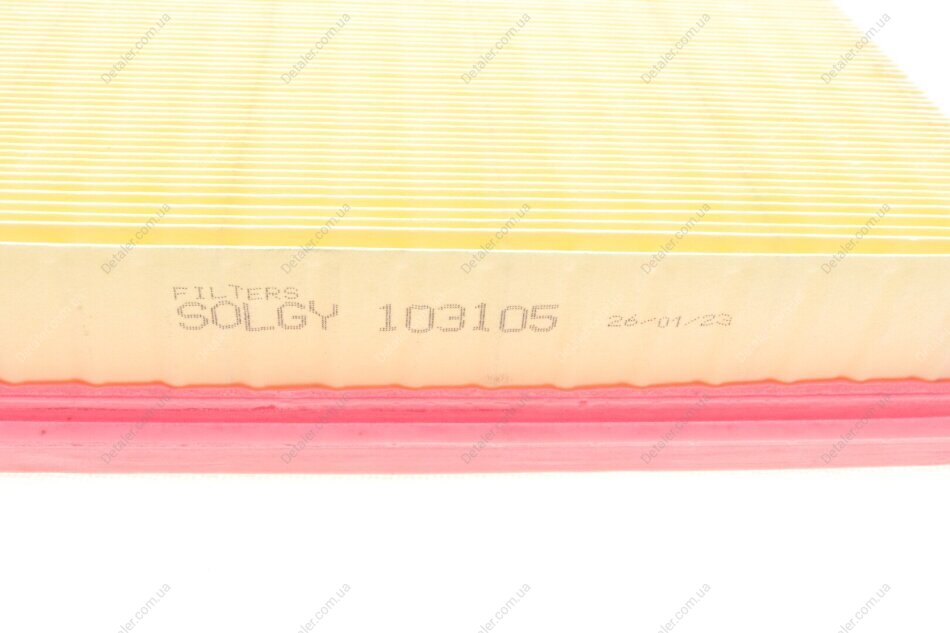 FILTERS
SOLGY 103105 26/01/23
Detaler.com.ua